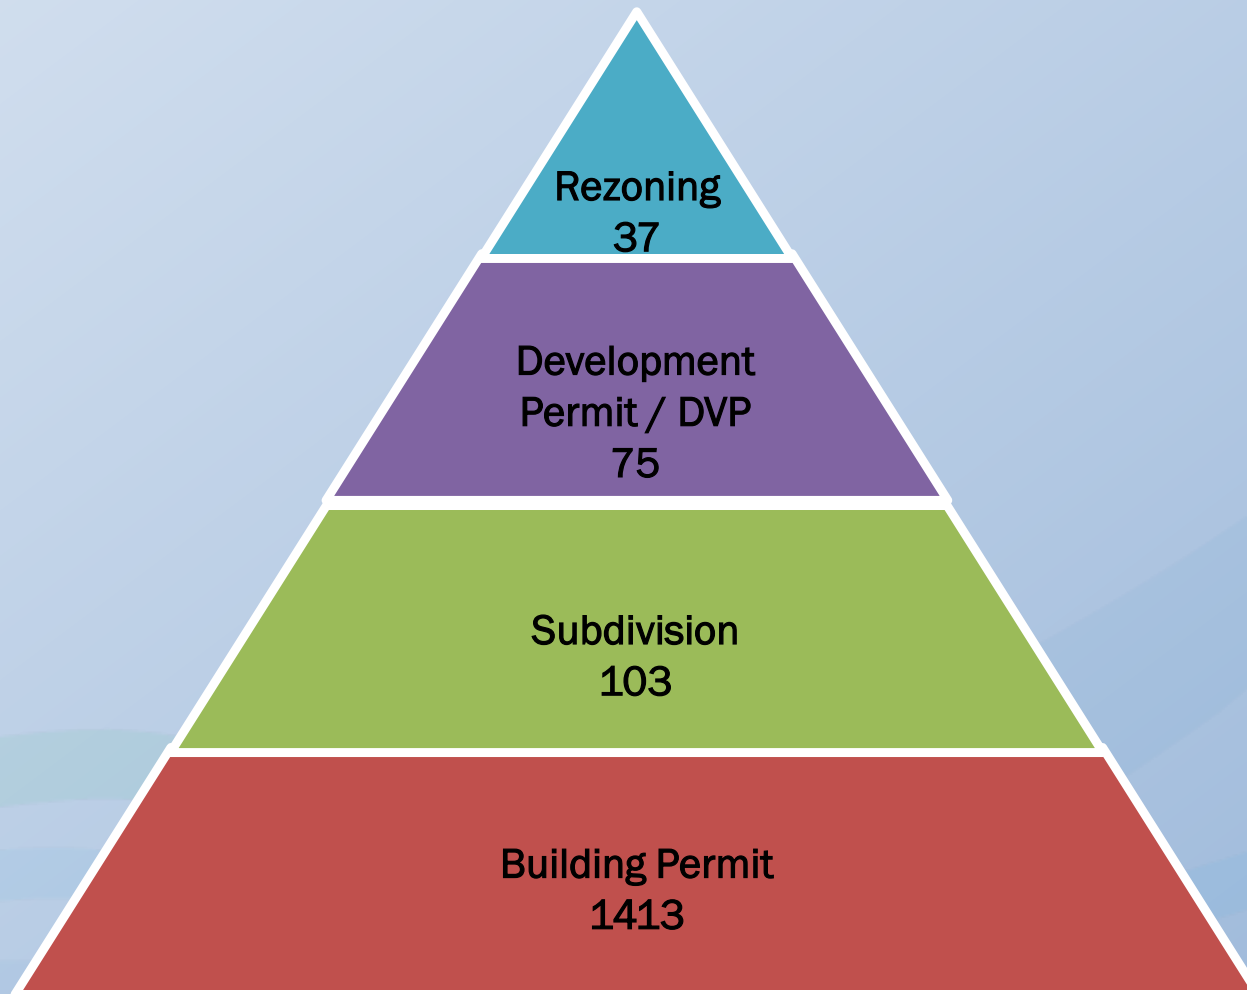 Rezoning
37
Development
Permit / DVP
75
Subdivision
103
Building Permit
1413